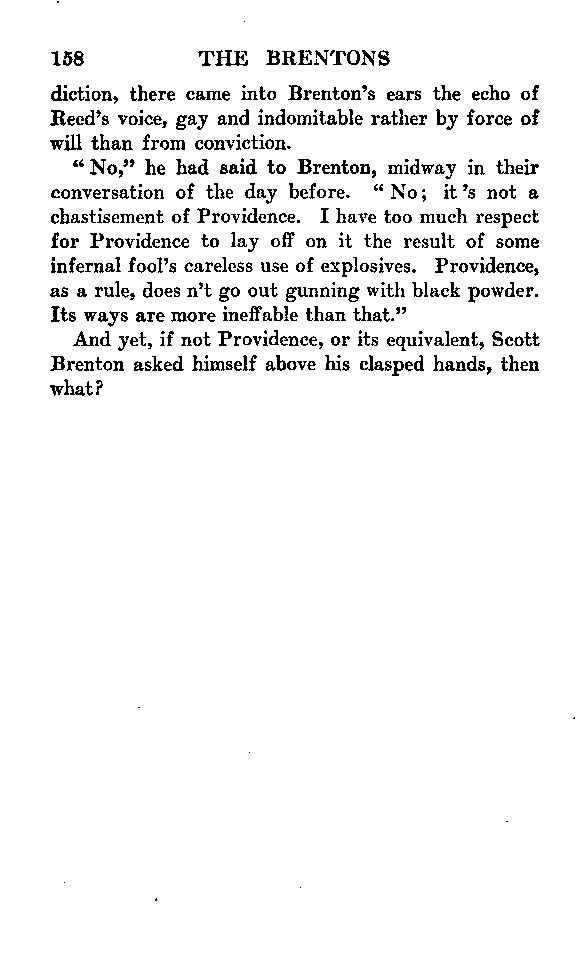 158 THE BRENTONS
diction, there came into Brenton's ears the echo of
Reed's voice, gay and indomitable rather by force of
will than from conviction.
"No," he had said to Brenton, midway in their
conversation of the day before. "No; it's not a
chastisement of Providence. I have too much respect
for Providence to lay off on it the result of some
infernal fool's careless use of explosives. Providence,
as a rule, does n't go out gunning with black powder.
Its ways are more ineffable than that."
And yet, if not Providence, or its equivalent, Scott
Brenton asked himself above his clasped hands, then
what?